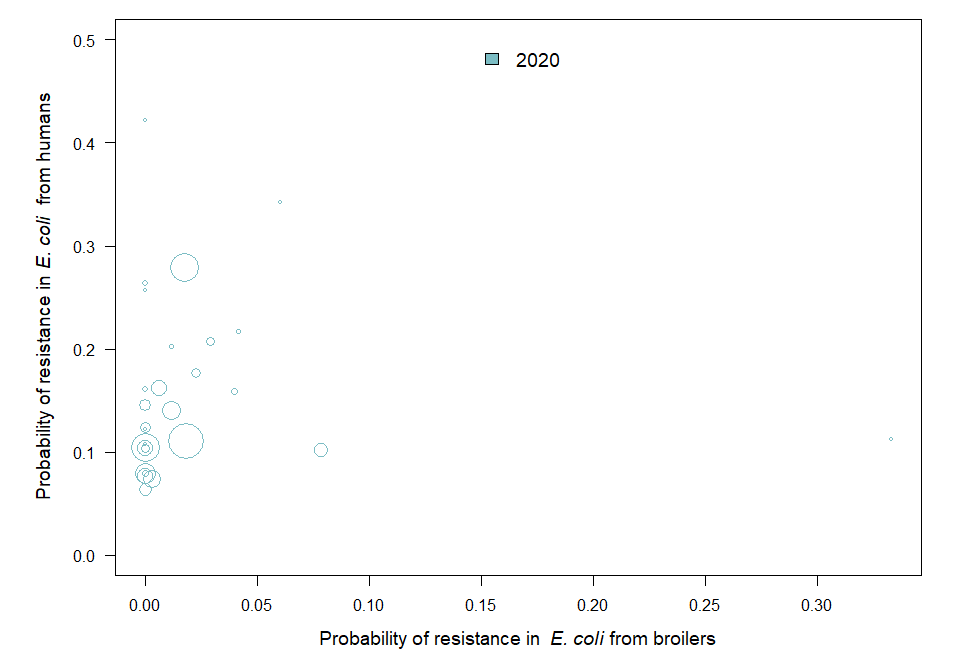 2020
0.5
0.4
0.3
0.2
0.1
0.0
Probability of resistance in E. coli from humans
0.00 0.05 0.10 0.15 0.20 0.25 0.30
Probability of resistance in E. coli from broilers